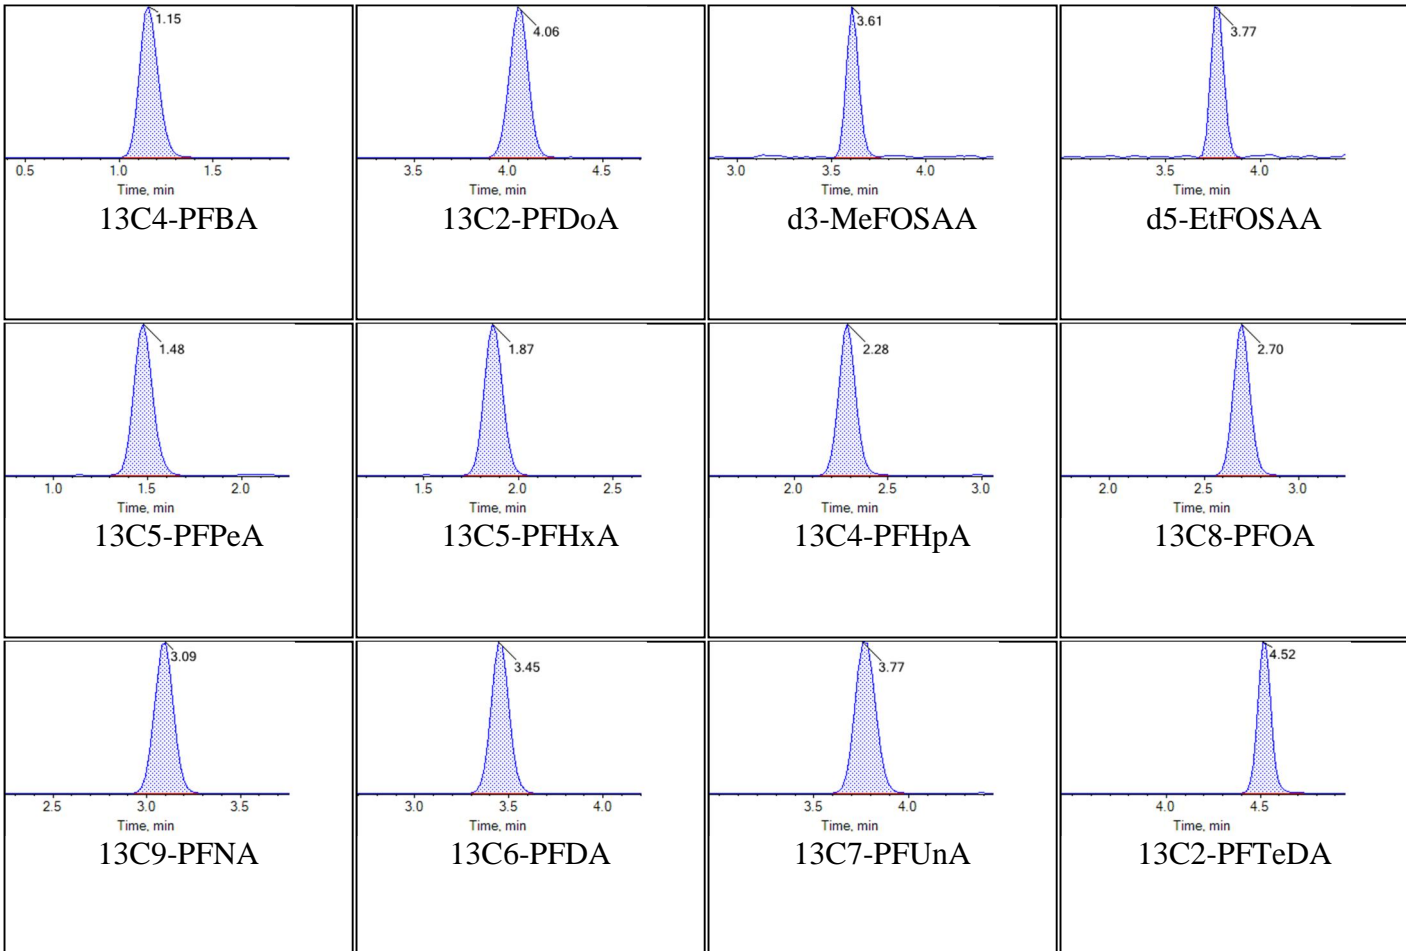 1.15
0.5 1.0 1.5
Time, min
13C4-PFBA
4.06
3.5 4.0 4.5
Time, min
13C2-PFDoA
3.61
3.0 3.5 4.0
Time, min
d3-MeFOSAA
3.77
3.5 4.0
Time, min
d5-EtFOSAA
1.48
1.0 1.5 2.0
Time, min
13C5-PFPeA
1.87
1.5 2.0 2.5
Time, min
13C5-PFHxA
2.28
2.0 2.5 3.0
Time, min
13C4-PFHpA
2.70
2.0 2.5 3.0
Time, min
13C8-PFOA
3.09
2.5 3.0 3.5
Time, min
13C9-PFNA
3.45
3.0 3.5 4.0
Time, min
13C6-PFDA
3.77
3.5 4.0
Time, min
13C7-PFUnA
4.52
4.0 4.5
Time, min
13C2-PFTeDA